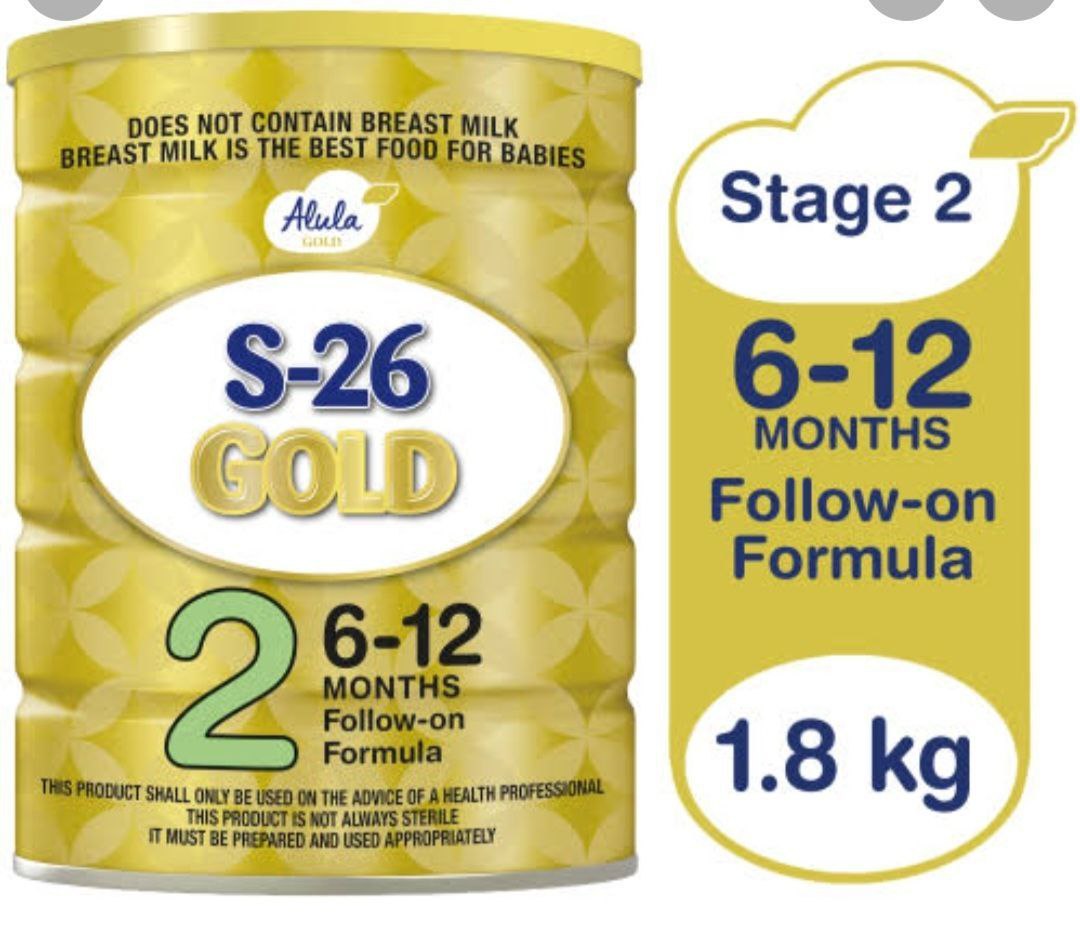 DOES NOT CONTAIN BREAST MILK
BREAST MILK IS THE BEST FOOD FOR BABIES
Alula
GOLD
S-26
GOLD
2
6-12
MONTHS
Follow-on
Formula
THIS PRODUCT SHALL ONLY BE USED ON THE ADVICE OF A HEALTH PROFESSIONAL
THIS PRODUCT IS NOT ALWAYS STERILE
IT MUST BE PREPARED AND USED APPROPRIATELY
Stage 2
6-12
MONTHS
Follow-on
Formula
1.8 kg